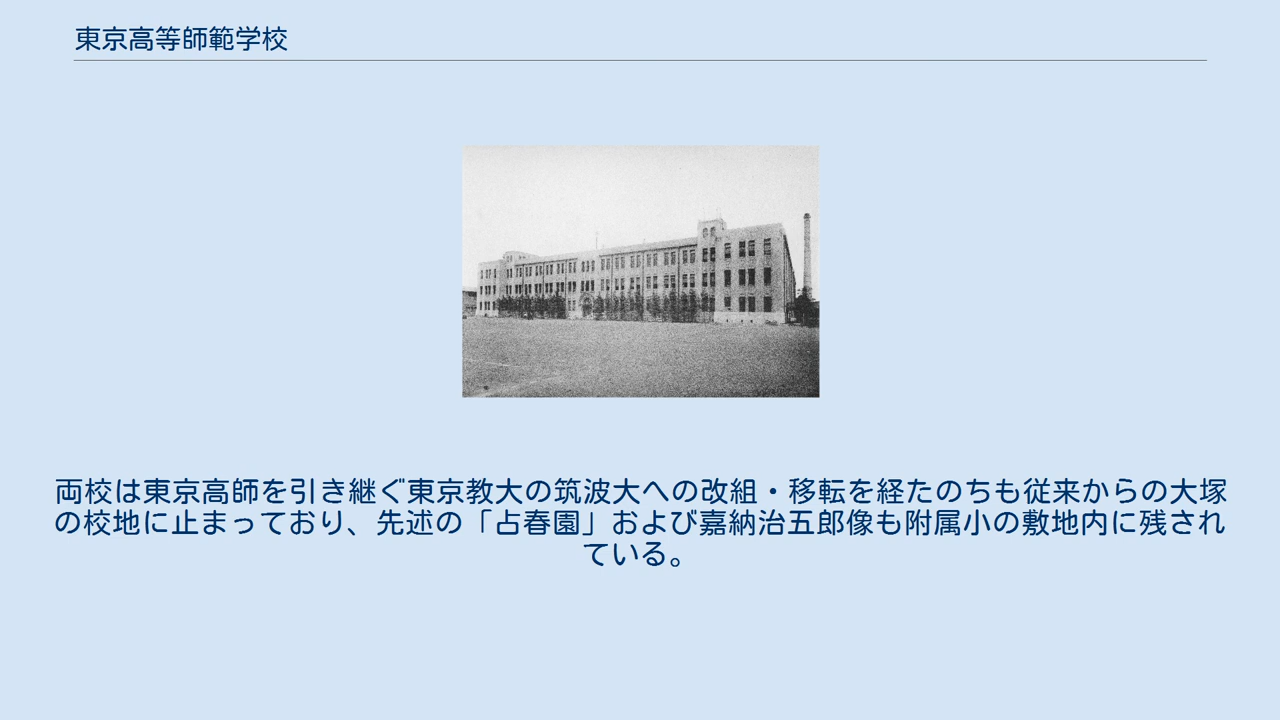 東京高等師範学校
両校は東京高師を引き継ぐ東京教大の筑波大への改組・移転を経たのちも従来からの大塚
の校地に止まっており、先述の「占春園」および嘉納治五郎像も附属小の敷地内に残され
ている。